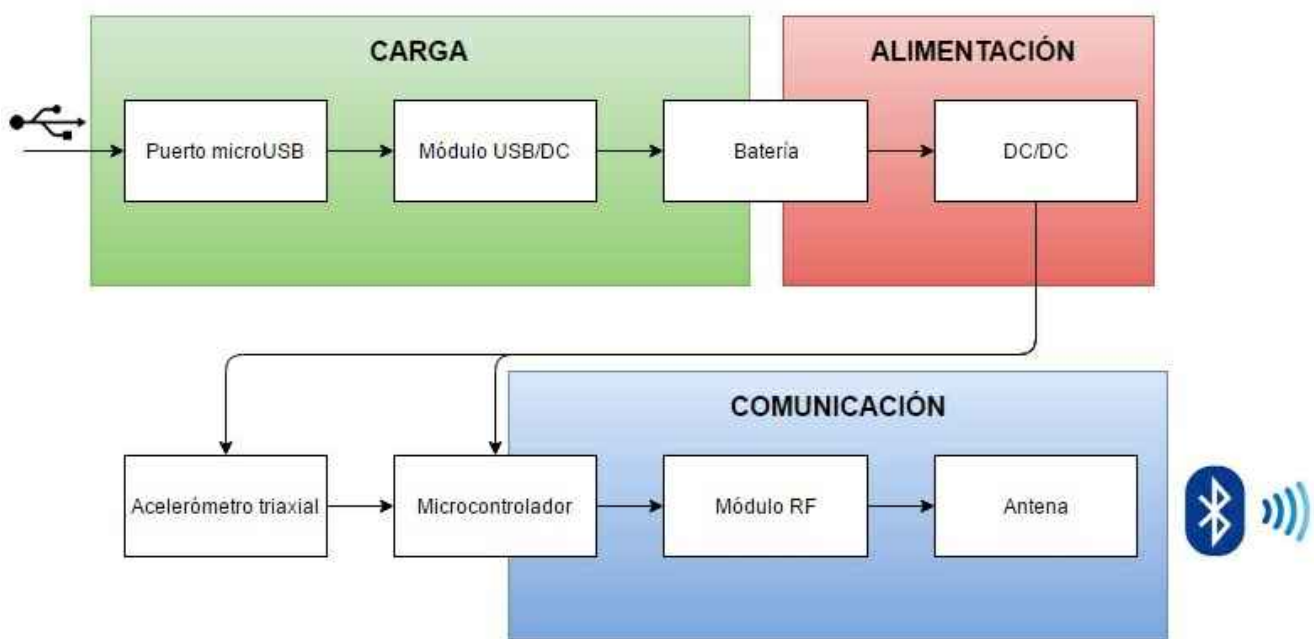 CARGA
ALIMENTACIÓN
Puerto microUSB
Módulo USB/DC
Batería
DC/DC
COMUNICACIÓN
Acelerómetro triaxial
Microcontrolador
Módulo RF
Antena